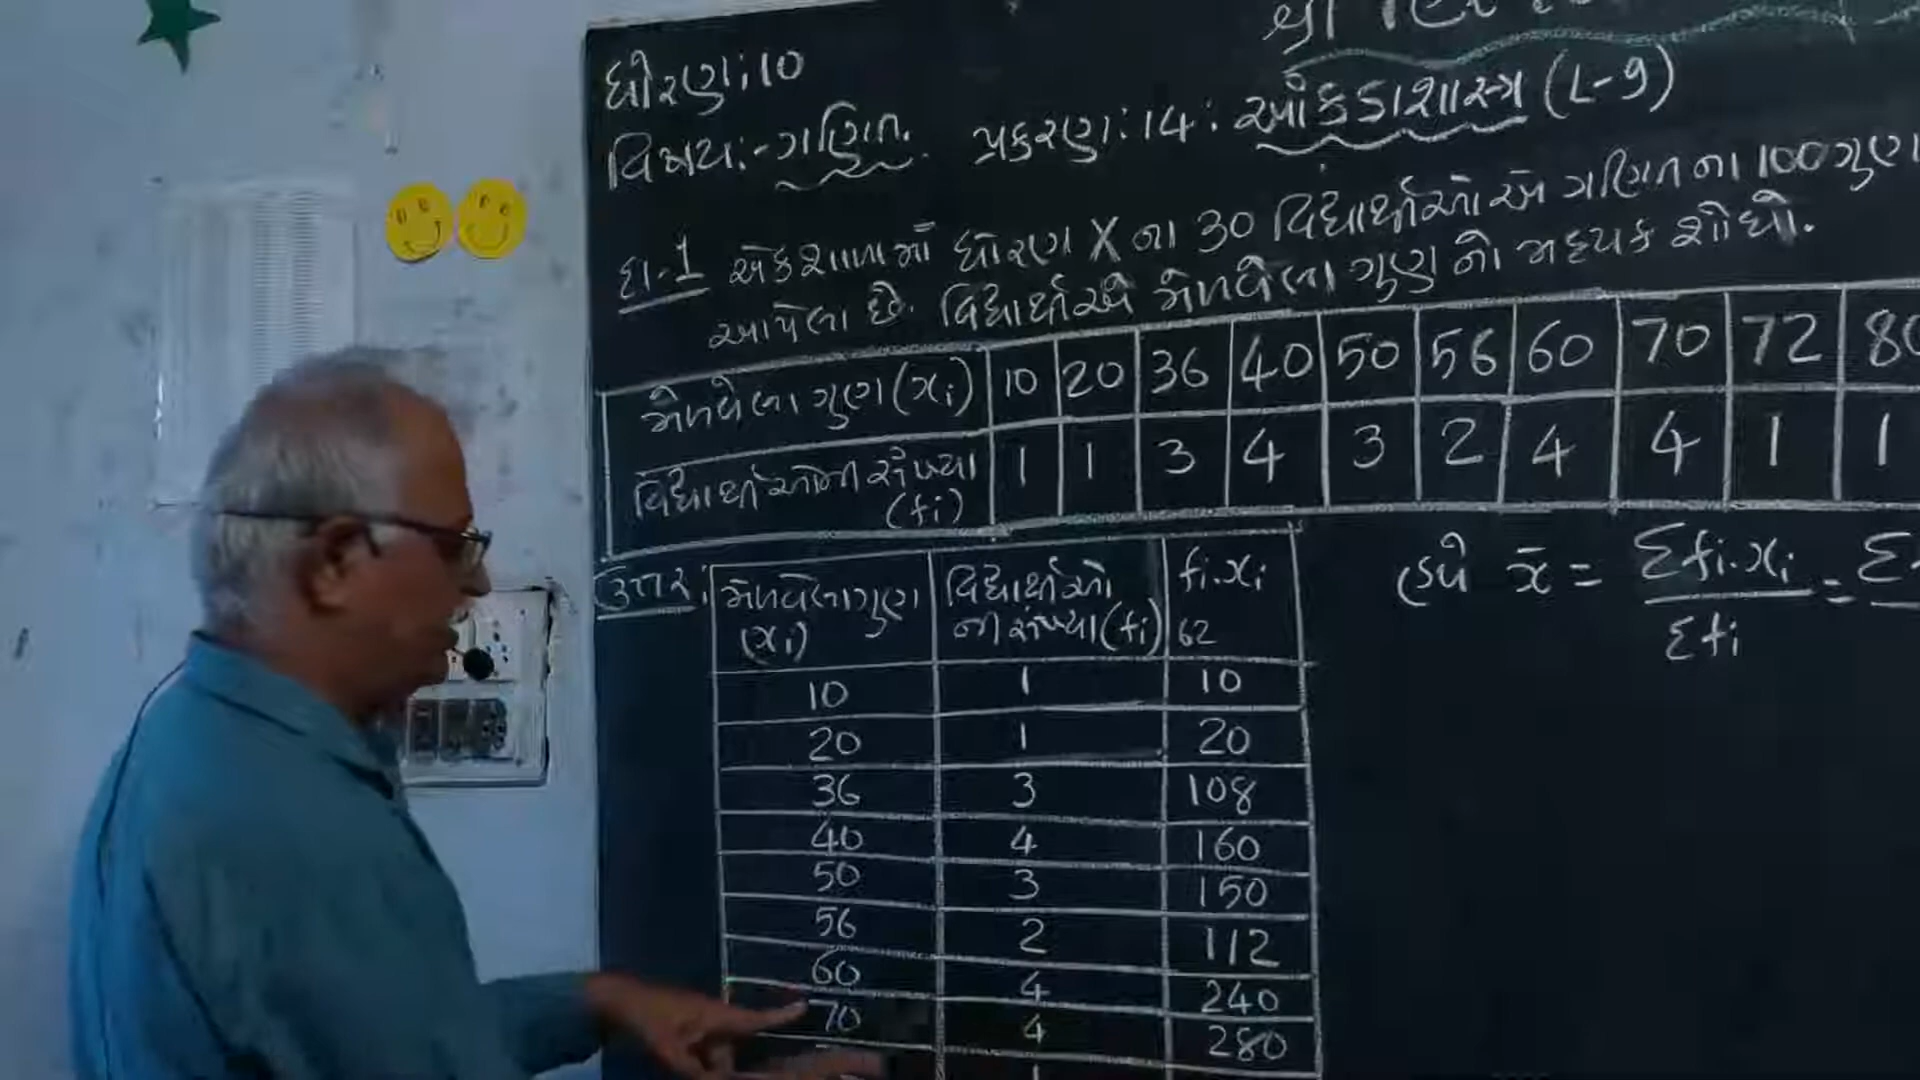 ધોરણ:10
વિષય:-ગણિત. પ્રકરણ:14: આંકડાશાસ્ત્ર (L-9)
દા.1 એક શાળામાં ધોરણ X ના 30 વિદ્યાર્થીઓએ ગણિતના 100 ગુણ
આપેલા છે. વિદ્યાર્થીએ મેળવેલા ગુણ નો મધ્યક શોધો.
મેળવેલા ગુણ (xi) 10 20 36 40 50 56 60 70 72 80
વિદ્યાર્થીઓની સંખ્યા (fi) 1 1 3 4 3 2 4 4 1 1
ઉત્તર: મેળવેલા ગુણ (xi) વિદ્યાર્થીઓ ની સંખ્યા (fi) fi.xi 62
10 1 10
20 1 20
36 3 108
40 4 160
50 3 150
56 2 112
60 4 240
70 4 280
1
હવે x̄ = Σfi.xi / Σfi = Σ